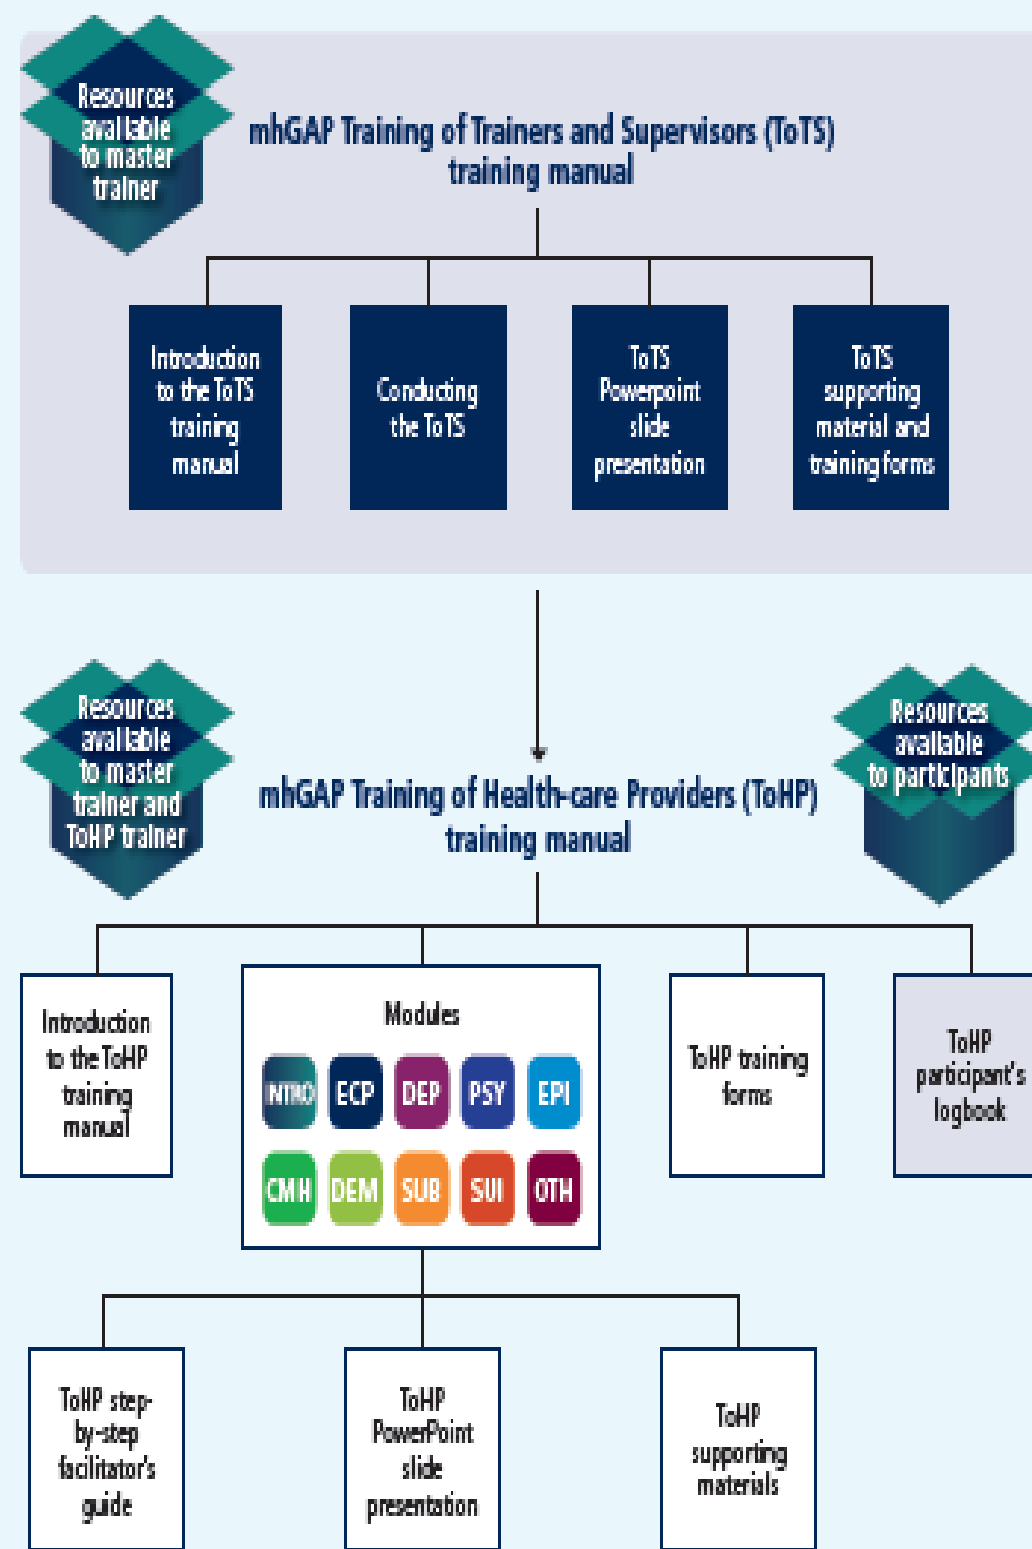 Resources
available
to master
trainer
mhGAP Training of Trainers and Supervisors (ToTS)
training manual
Introduction
to the ToTS
training
manual
Conducting
the ToTS
ToTS
Powerpoint
slide
presentation
ToTS
supporting
material and
training forms
Resources
available
to master
trainer and
ToHP trainer
mhGAP Training of Health-care Providers (ToHP)
training manual
Resources
available
to participants
Introduction
to the ToHP
training
manual
Modules
INTRO ECP DEP PSY EPI
CMH DEM SUB SUI OTH
ToHP training
forms
ToHP
participant's
logbook
ToHP step-
by-step
facilitator's
guide
ToHP
PowerPoint
slide
presentation
ToHP
supporting
materials